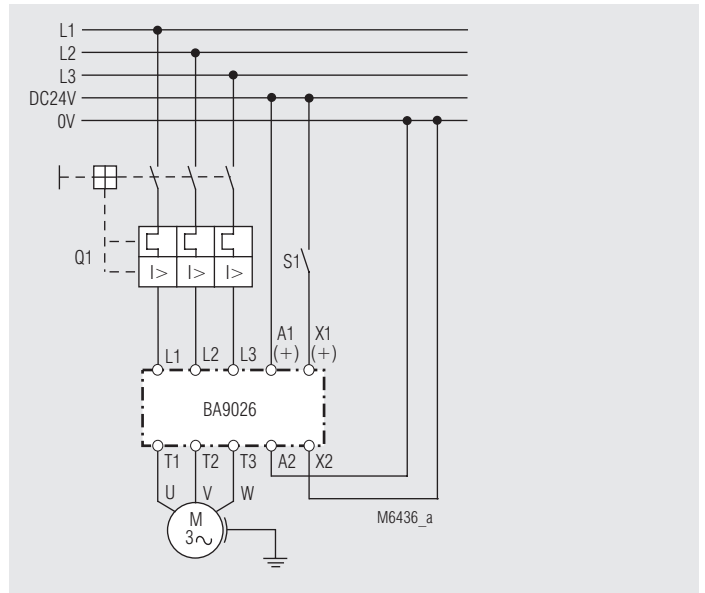 L1
L2
L3
DC24V
0V
Q1
I> I> I>
S1
A1 X1
L1 L2 L3 (+) (+)
BA9026
T1 T2 T3 A2 X2
U V W
M
3~
M6436_a